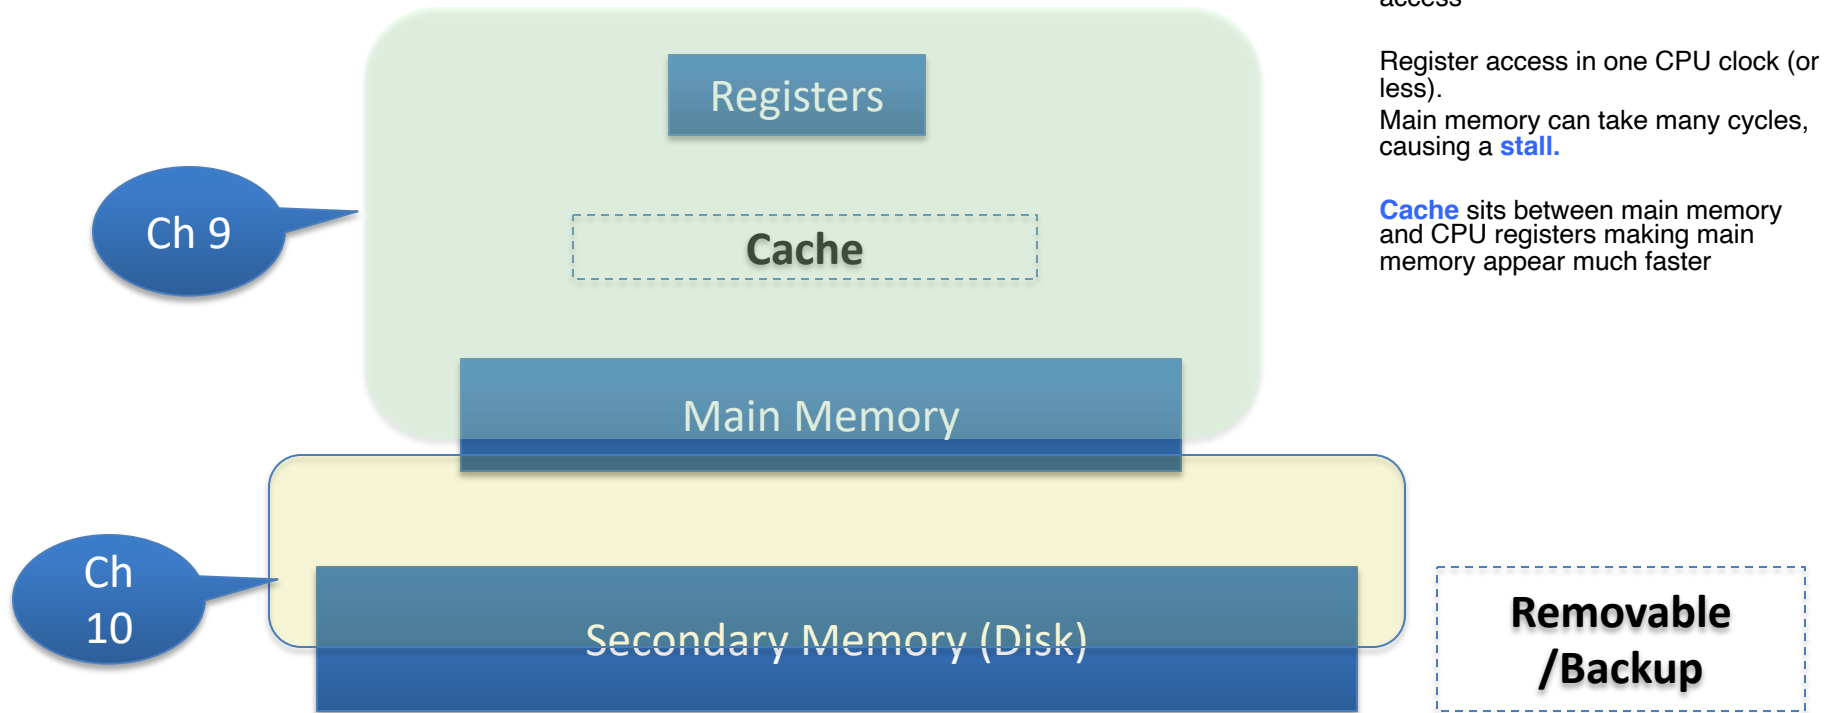 access
Registers
Register access in one CPU clock (or
less).
Main memory can take many cycles,
causing a stall.
Ch 9
Cache
Cache sits between main memory
and CPU registers making main
memory appear much faster
Main Memory
Ch
10
Secondary Memory (Disk)
Removable
/Backup